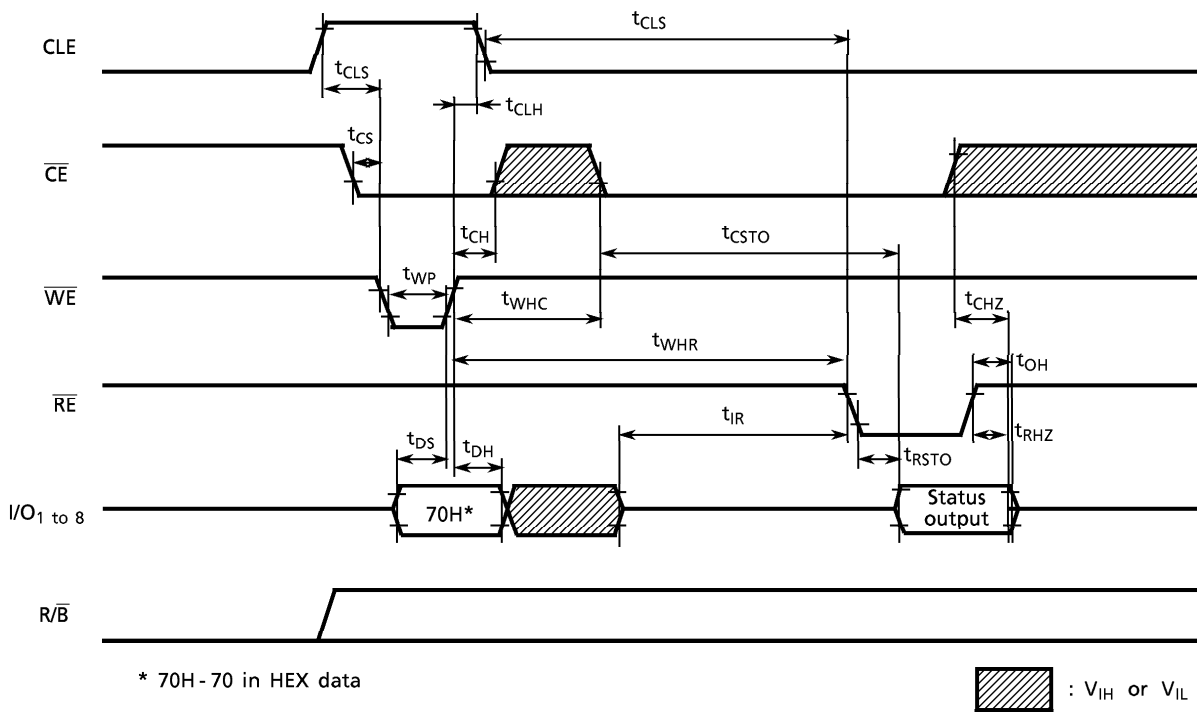 CLE
tCLS
tCLS
tCLH
tCS
CE
tCH
tCSTO
WE
tWP
tWHC
tCHZ
tWHR
tOH
RE
tIR
tRHZ
tDS
tDH
tRSTO
I/O1 to 8
70H*
Status
output
R/B
* 70H - 70 in HEX data
: VIH or VIL